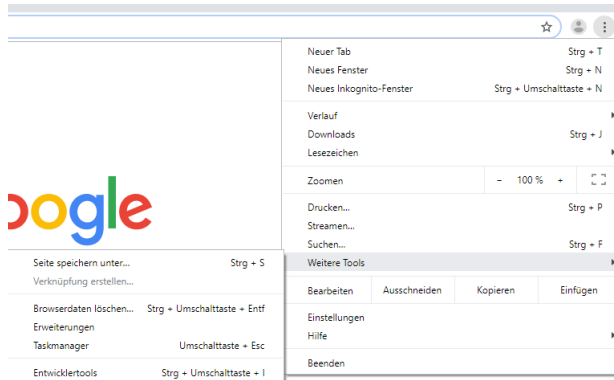 Neuer Tab Strg + T
Neues Fenster Strg + N
Neues Inkognito-Fenster Strg + Umschalttaste + N
Verlauf
Downloads Strg + J
Lesezeichen
Zoomen - 100 % +
Drucken... Strg + P
Streamen...
Suchen... Strg + F
Weitere Tools
Bearbeiten Ausschneiden Kopieren Einfügen
Einstellungen
Hilfe
Beenden
oogle
Seite speichern unter... Strg + S
Verknüpfung erstellen...
Browserdaten löschen... Strg + Umschalttaste + Entf
Erweiterungen
Taskmanager Umschalttaste + Esc
Entwicklertools Strg + Umschalttaste + I